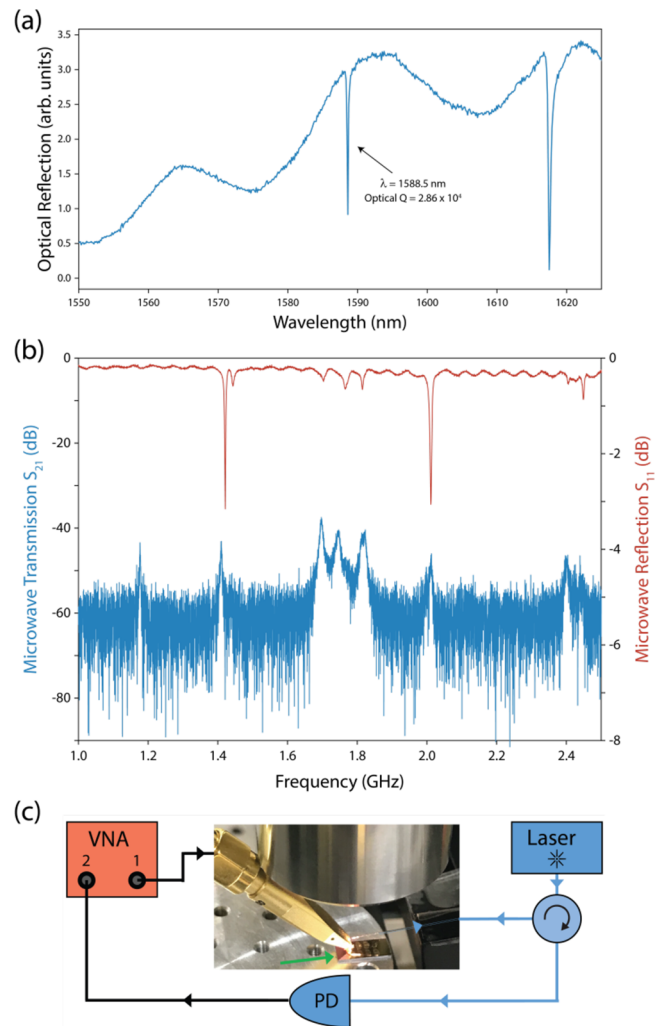 (a)
Optical Reflection (arb. units)
3.5
3.0
2.5
2.0
1.5
1.0
0.5
0.0
λ = 1588.5 nm
Optical Q = 2.86 x 10⁴
1550 1560 1570 1580 1590 1600 1610 1620
Wavelength (nm)
(b)
Microwave Transmission S₂₁ (dB)
0
-20
-40
-60
-80
0
-2
-4
-6
-8
Microwave Reflection S₁₁ (dB)
1.0 1.2 1.4 1.6 1.8 2.0 2.2 2.4
Frequency (GHz)
(c)
VNA
2 1
Laser
PD